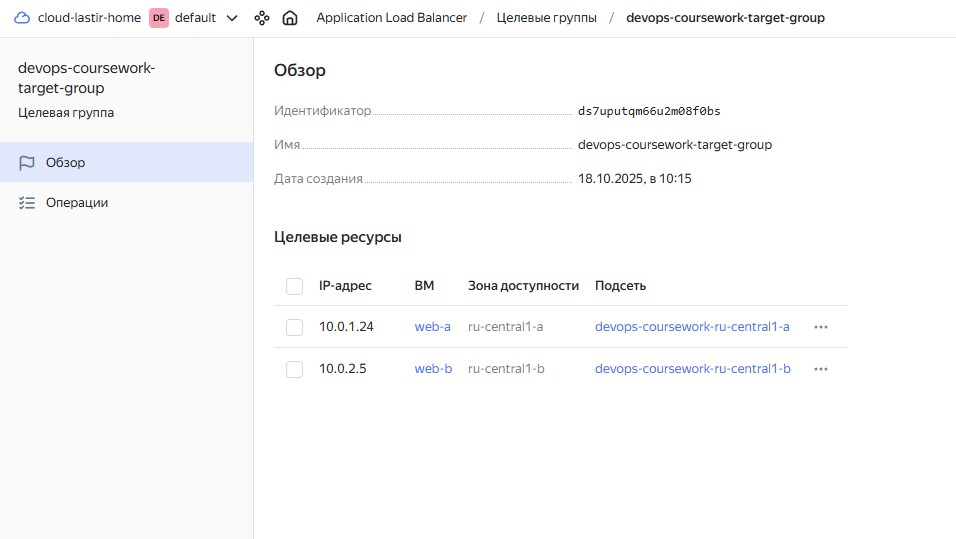 cloud-lastir-home DE default Application Load Balancer / Целевые группы / devops-coursework-target-group
devops-coursework-
target-group
Целевая группа
Обзор
Операции
Обзор
Идентификатор ds7uputqm66u2m08f0bs
Имя devops-coursework-target-group
Дата создания 18.10.2025, в 10:15
Целевые ресурсы
IP-адрес ВМ Зона доступности Подсеть
10.0.1.24 web-a ru-central1-a devops-coursework-ru-central1-a
10.0.2.5 web-b ru-central1-b devops-coursework-ru-central1-b